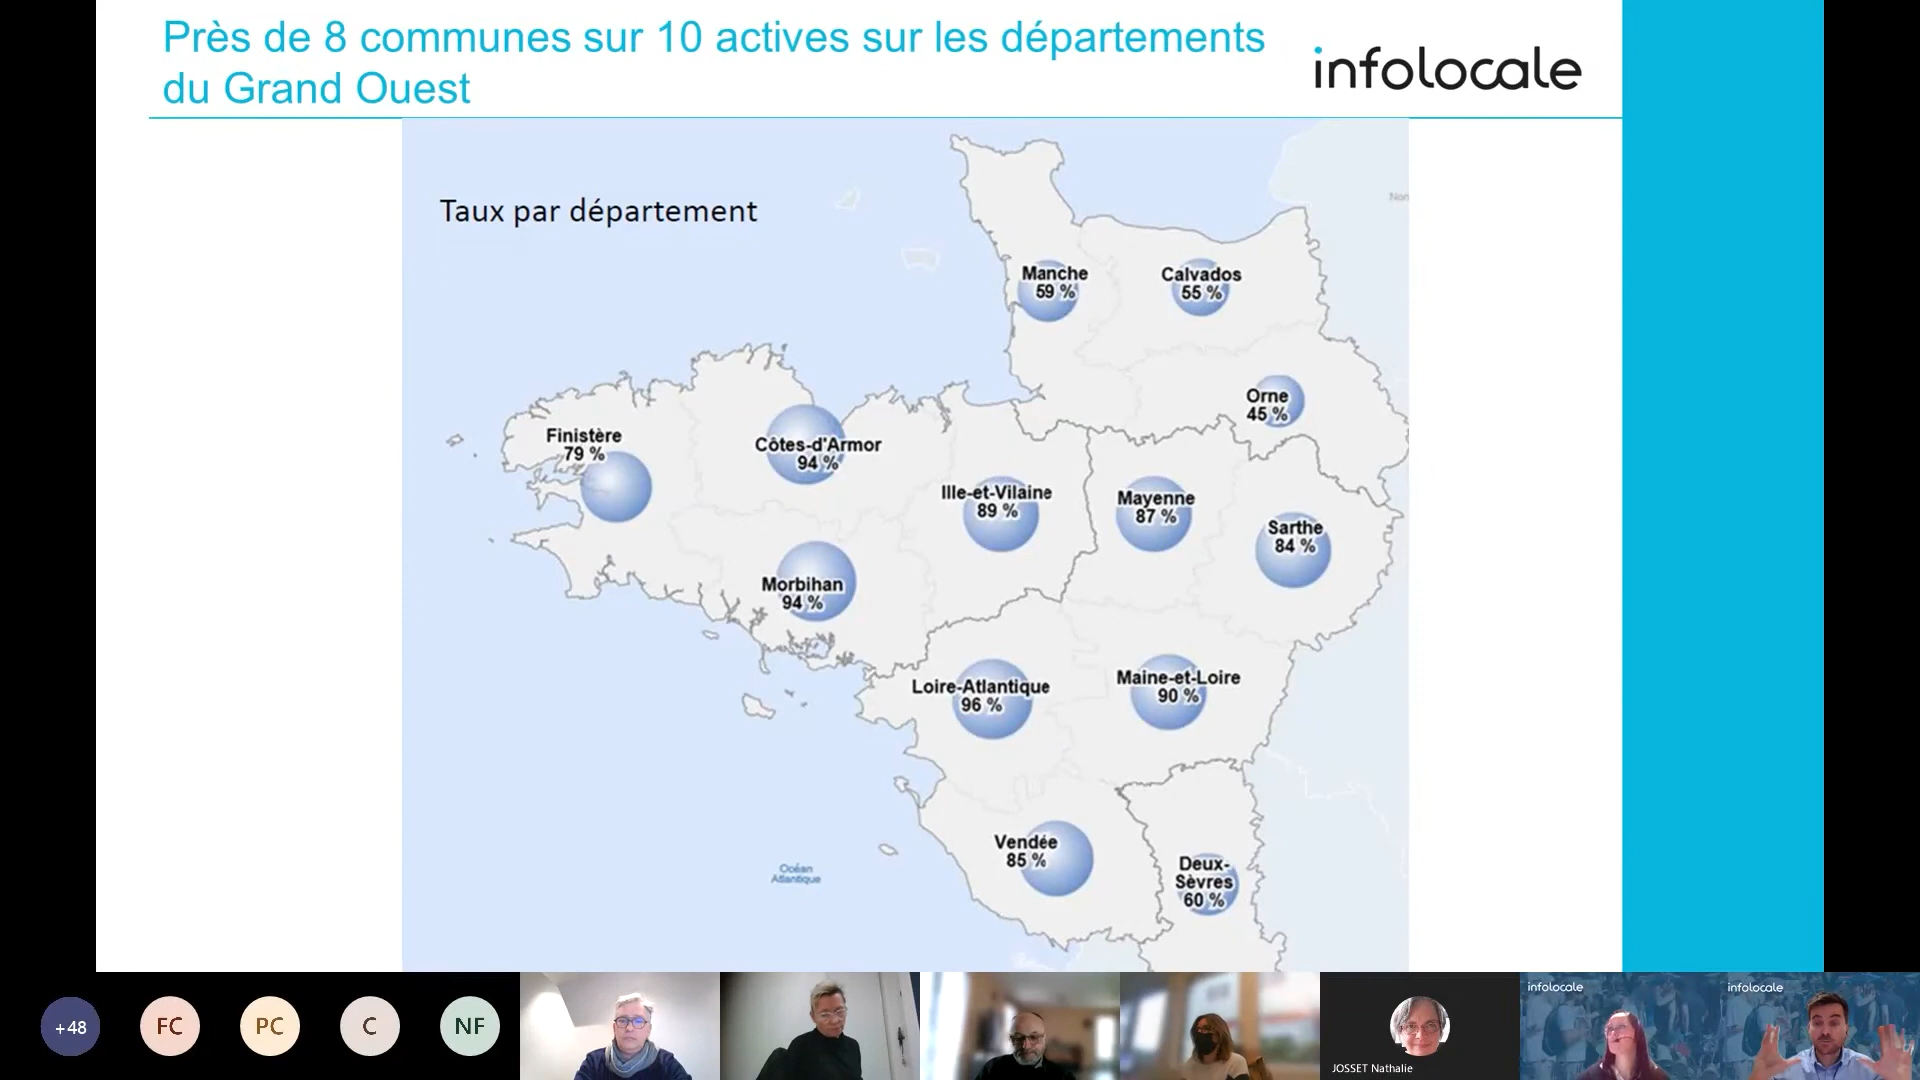 Près de 8 communes sur 10 actives sur les départements
du Grand Ouest
infolocale
Taux par département
Nor
Manche
59 %
Calvados
55 %
Orne
45 %
Finistère
79 %
Côtes-d'Armor
94 %
Ille-et-Vilaine
89 %
Mayenne
87 %
Sarthe
84 %
Morbihan
94 %
Loire-Atlantique
96 %
Maine-et-Loire
90 %
Vendée
85 %
Deux-
Sèvres
60 %
Océan
Atlantique
+48
FC
PC
C
NF
JOSSET Nathalie
infolocale
infolocale